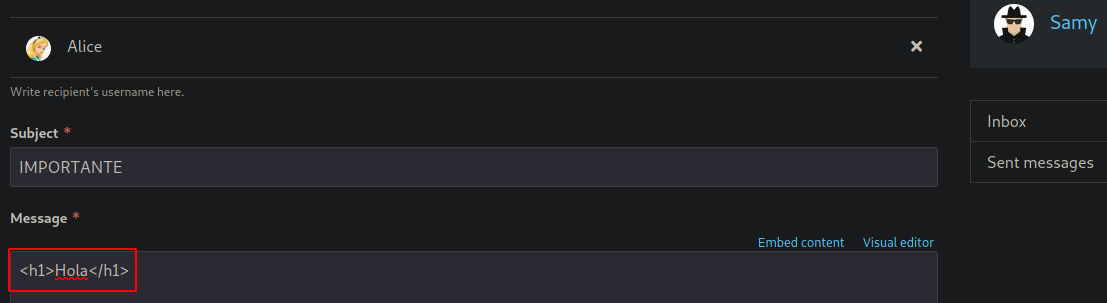 Samy
Alice
Write recipient's username here.
Inbox
Subject *
Sent messages
IMPORTANTE
Message *
Embed content Visual editor
<h1>Hola</h1>